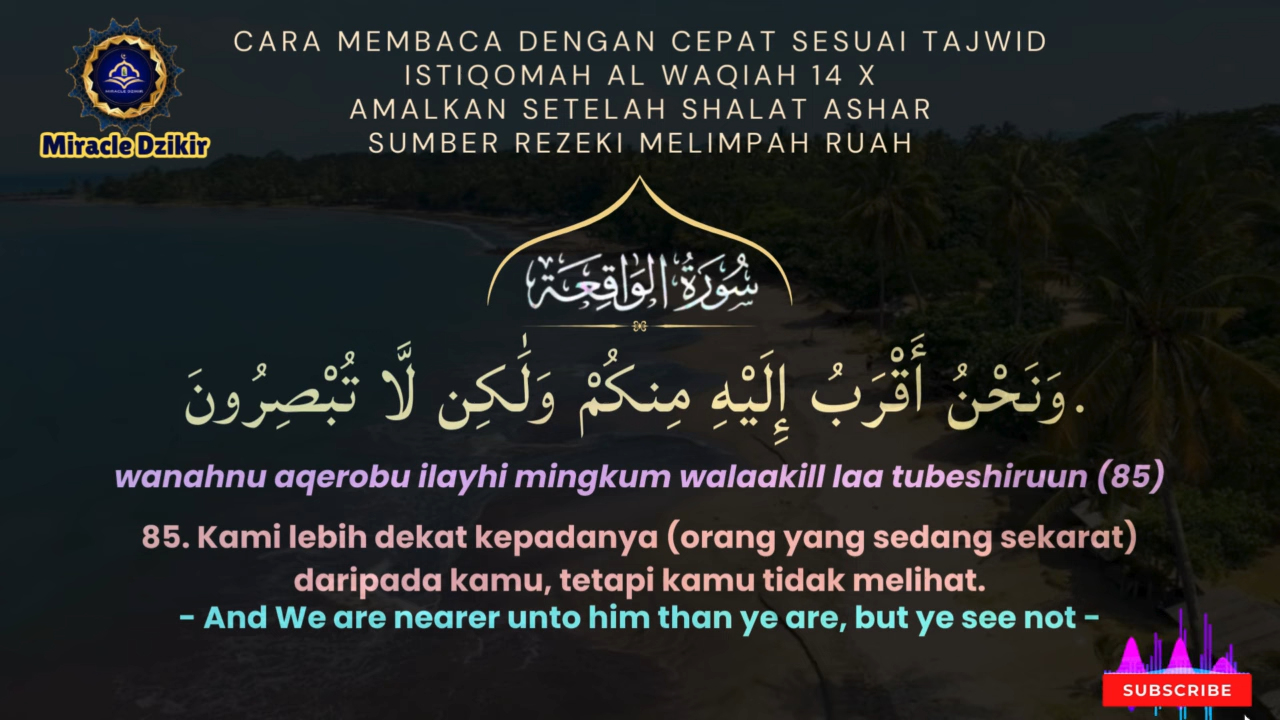 CARA MEMBACA DENGAN CEPAT SESUAI TAJWID
ISTIQOMAH AL WAQIAH 14 X
AMALKAN SETELAH SHALAT ASHAR
SUMBER REZEKI MELIMPAH RUAH
MIRACLE DZIKIR
Miracle Dzikir
سُورَةُ الوَاقِعَة
وَنَحْنُ أَقْرَبُ إِلَيْهِ مِنكُمْ وَلَٰكِن لَّا تُبْصِرُونَ.
wanahnu aqerobu ilayhi mingkum walaakill laa tubeshiruun (85)
85. Kami lebih dekat kepadanya (orang yang sedang sekarat)
daripada kamu, tetapi kamu tidak melihat.
- And We are nearer unto him than ye are, but ye see not -
SUBSCRIBE